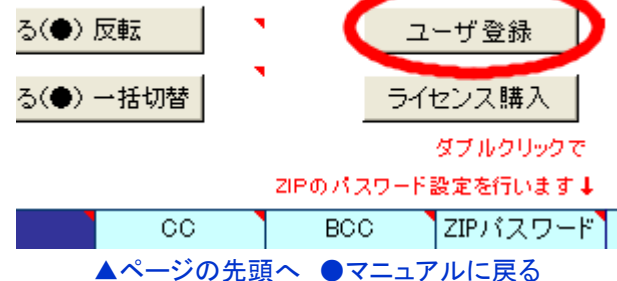 る(●) 反転 ユーザ登録
る(●) 一括切替 ライセンス購入
ダブルクリックで
ZIPのパスワード設定を行います↓
CC BCC ZIPパスワード
▲ページの先頭へ ●マニュアルに戻る